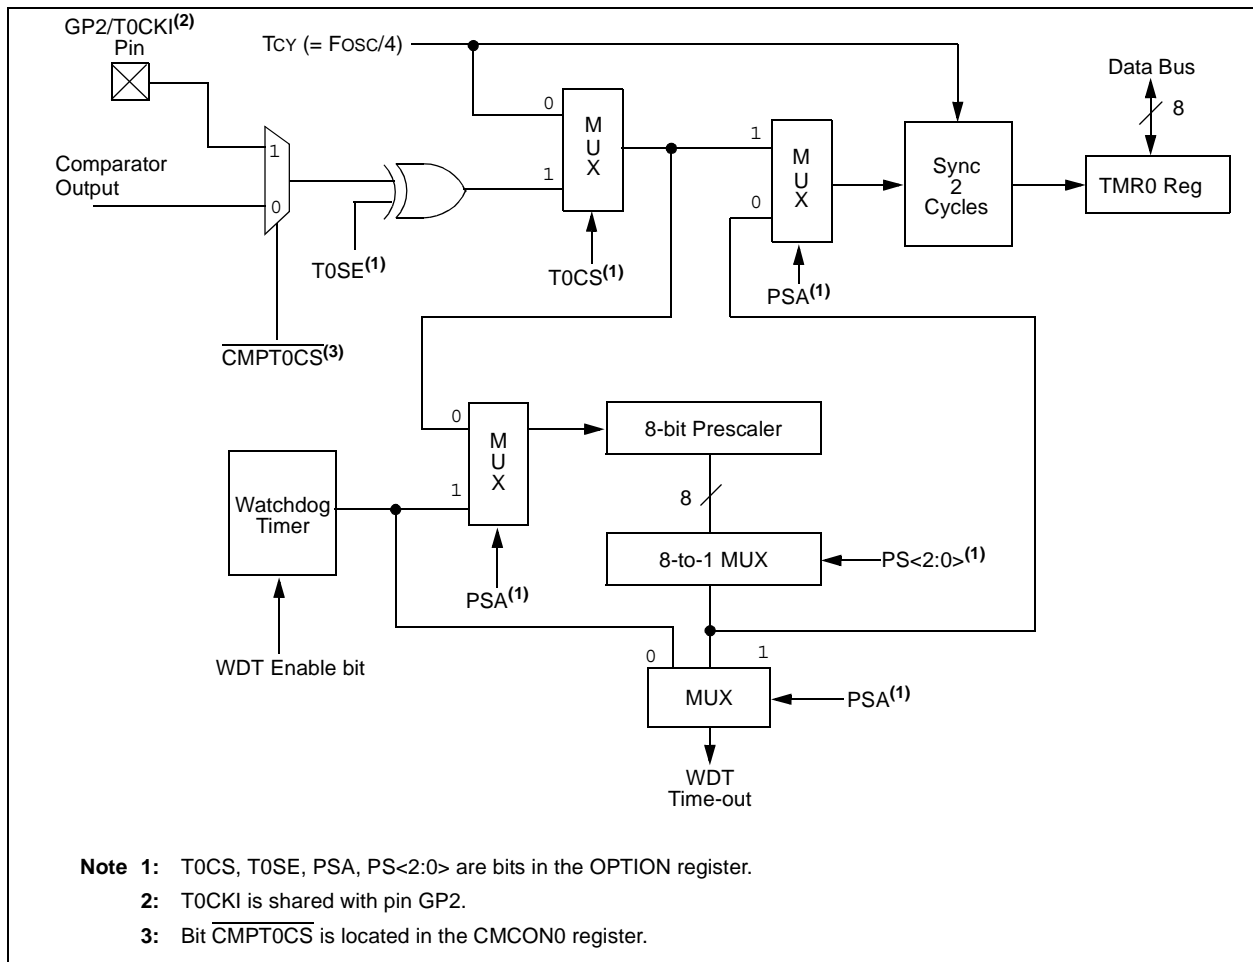 GP2/T0CKI(2)
Pin
TCY (= FOSC/4)
Data Bus
8
0
M
U
X
1
1
M
U
X
0
Sync
2
Cycles
TMR0 Reg
Comparator
Output
1
0
T0SE(1)
T0CS(1)
PSA(1)
CMPT0CS(3)
0
M
U
X
1
8-bit Prescaler
8
Watchdog
Timer
8-to-1 MUX
PS<2:0>(1)
PSA(1)
WDT Enable bit
0
1
MUX
PSA(1)
WDT
Time-out
Note 1: T0CS, T0SE, PSA, PS<2:0> are bits in the OPTION register.
2: T0CKI is shared with pin GP2.
3: Bit CMPT0CS is located in the CMCON0 register.